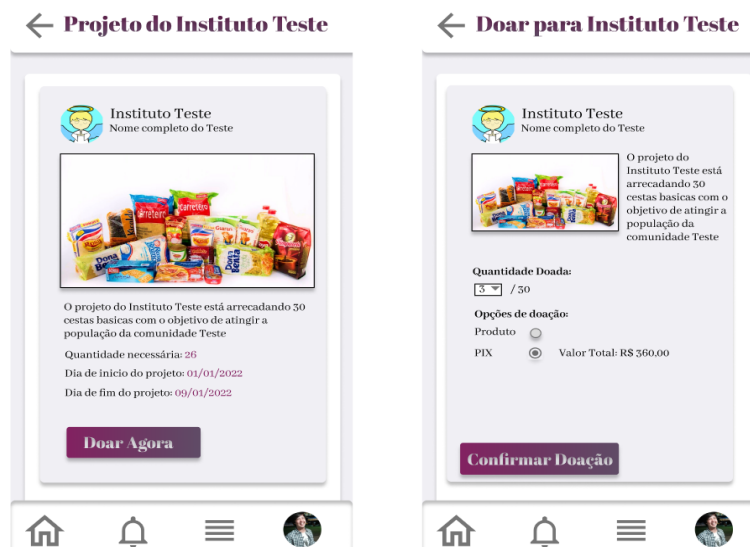 Projeto do Instituto Teste
Instituto Teste
Nome completo do Teste
carreteiro
Dona
Benta
O projeto do Instituto Teste está arrecadando 30
cestas basicas com o objetivo de atingir a
população da comunidade Teste
Quantidade necessária: 26
Dia de inicio do projeto: 01/01/2022
Dia de fim do projeto: 09/01/2022
Doar Agora
Doar para Instituto Teste
Instituto Teste
Nome completo do Teste
O projeto do
Instituto Teste está
arrecadando 30
cestas basicas com o
objetivo de atingir a
população da
comunidade Teste
Quantidade Doada:
3 / 30
Opções de doação:
Produto
PIX Valor Total: R$ 360,00
Confirmar Doação